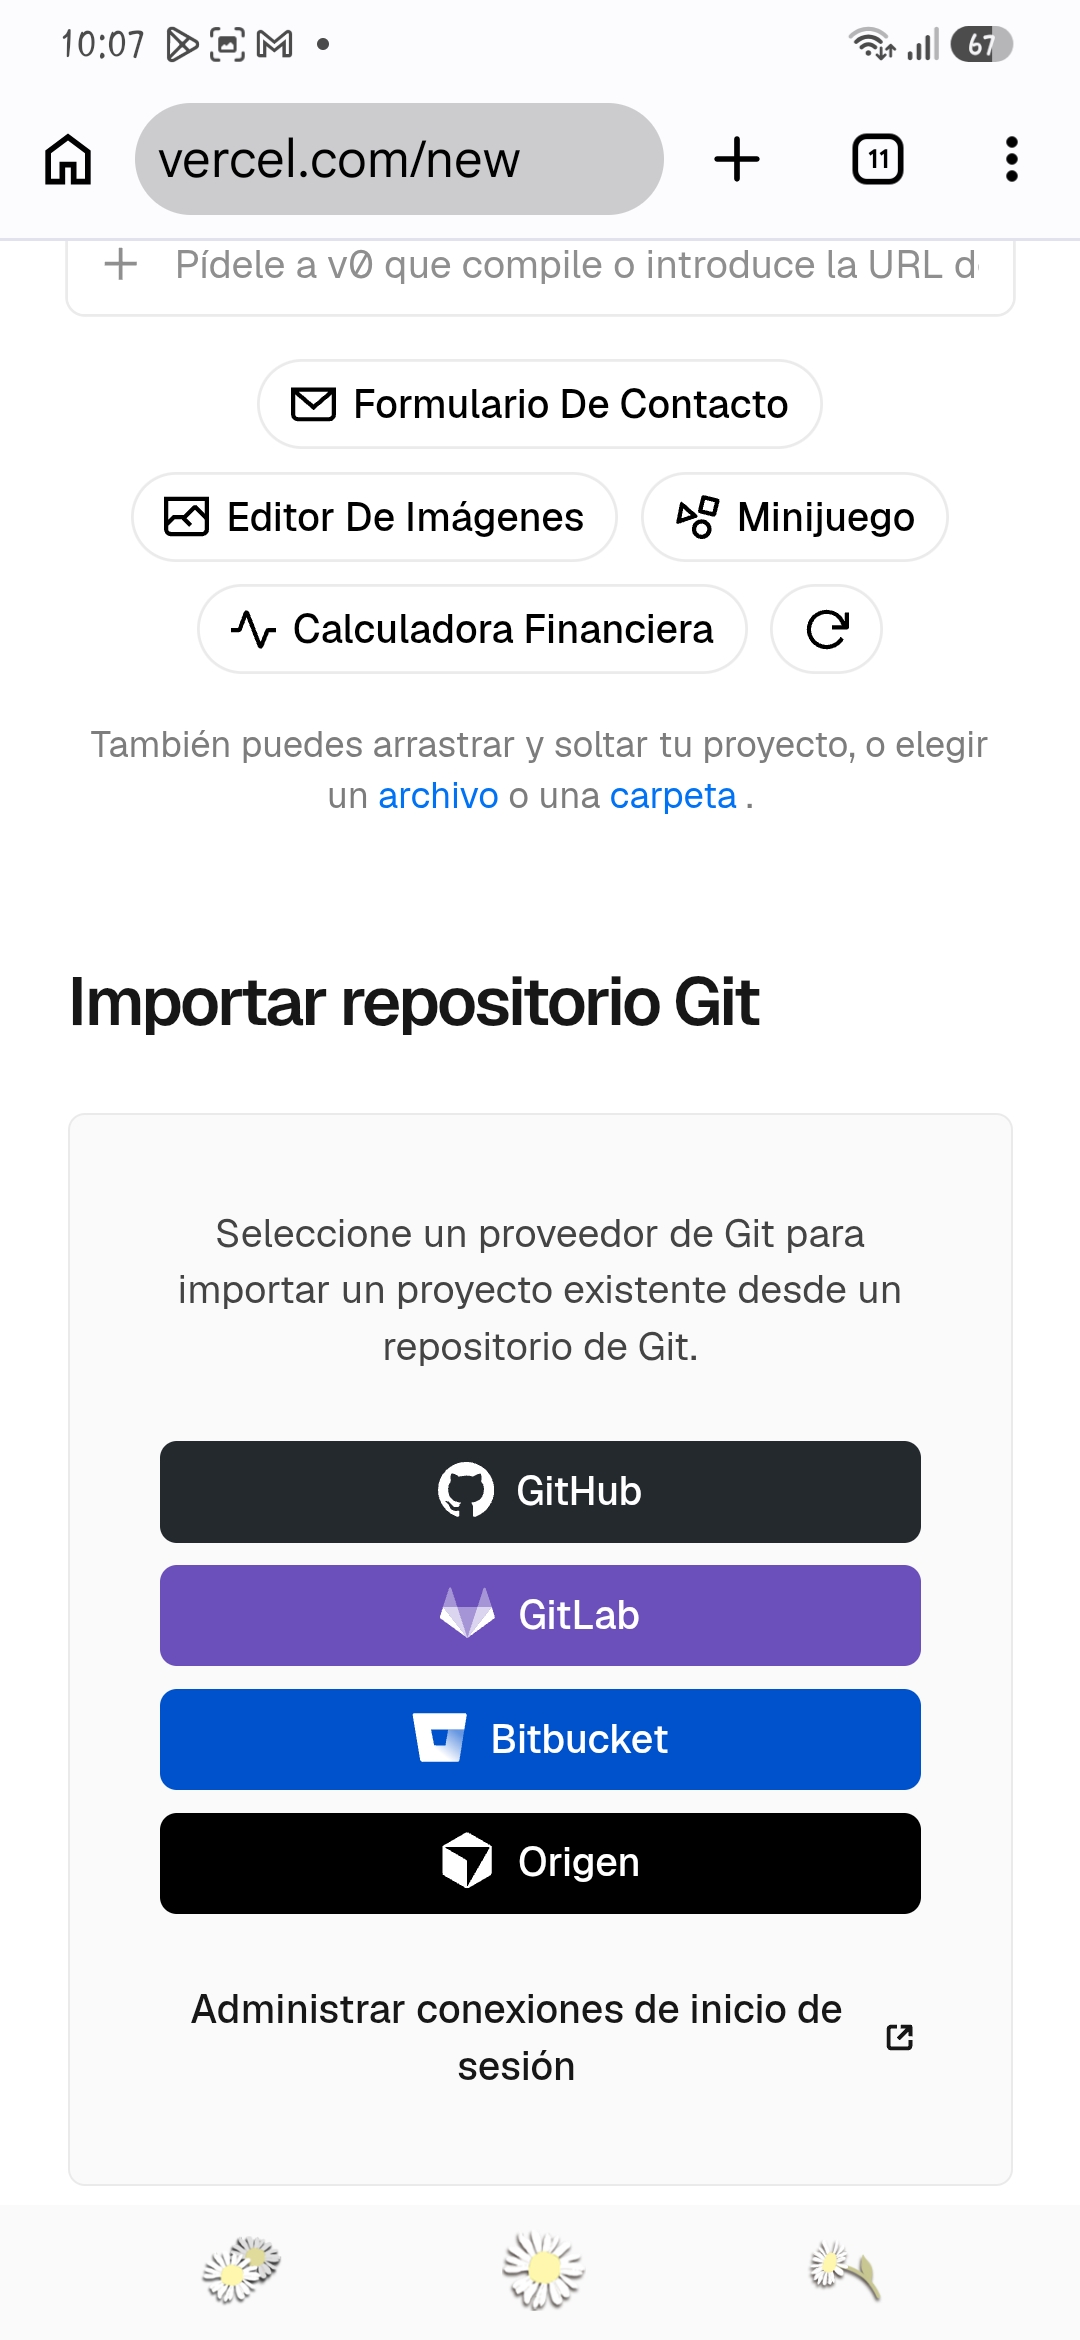 10:07
67
vercel.com/new
11
Pídele a v0 que compile o introduce la URL d
Formulario De Contacto
Editor De Imágenes
Minijuego
Calculadora Financiera
También puedes arrastrar y soltar tu proyecto, o elegir
un archivo o una carpeta .
Importar repositorio Git
Seleccione un proveedor de Git para
importar un proyecto existente desde un
repositorio de Git.
GitHub
GitLab
Bitbucket
Origen
Administrar conexiones de inicio de
sesión